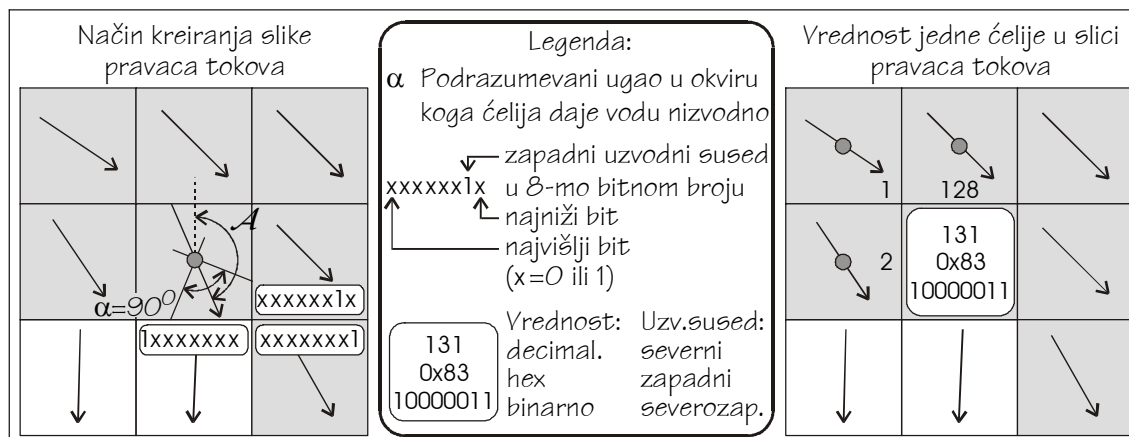 Način kreiranja slike
pravaca tokova
A
α=90⁰
xxxxxx1x
1xxxxxxx
xxxxxxx1
Legenda:
α Podrazumevani ugao u okviru
koga ćelija daje vodu nizvodno
zapadni uzvodni sused
xxxxxx1x u 8-mo bitnom broju
najniži bit
najvišlji bit
(x=0 ili 1)
Vrednost: Uzv.sused:
131 decimal. severni
0x83 hex zapadni
10000011 binarno severozap.
Vrednost jedne ćelije u slici
pravaca tokova
1 128
2
131
0x83
10000011